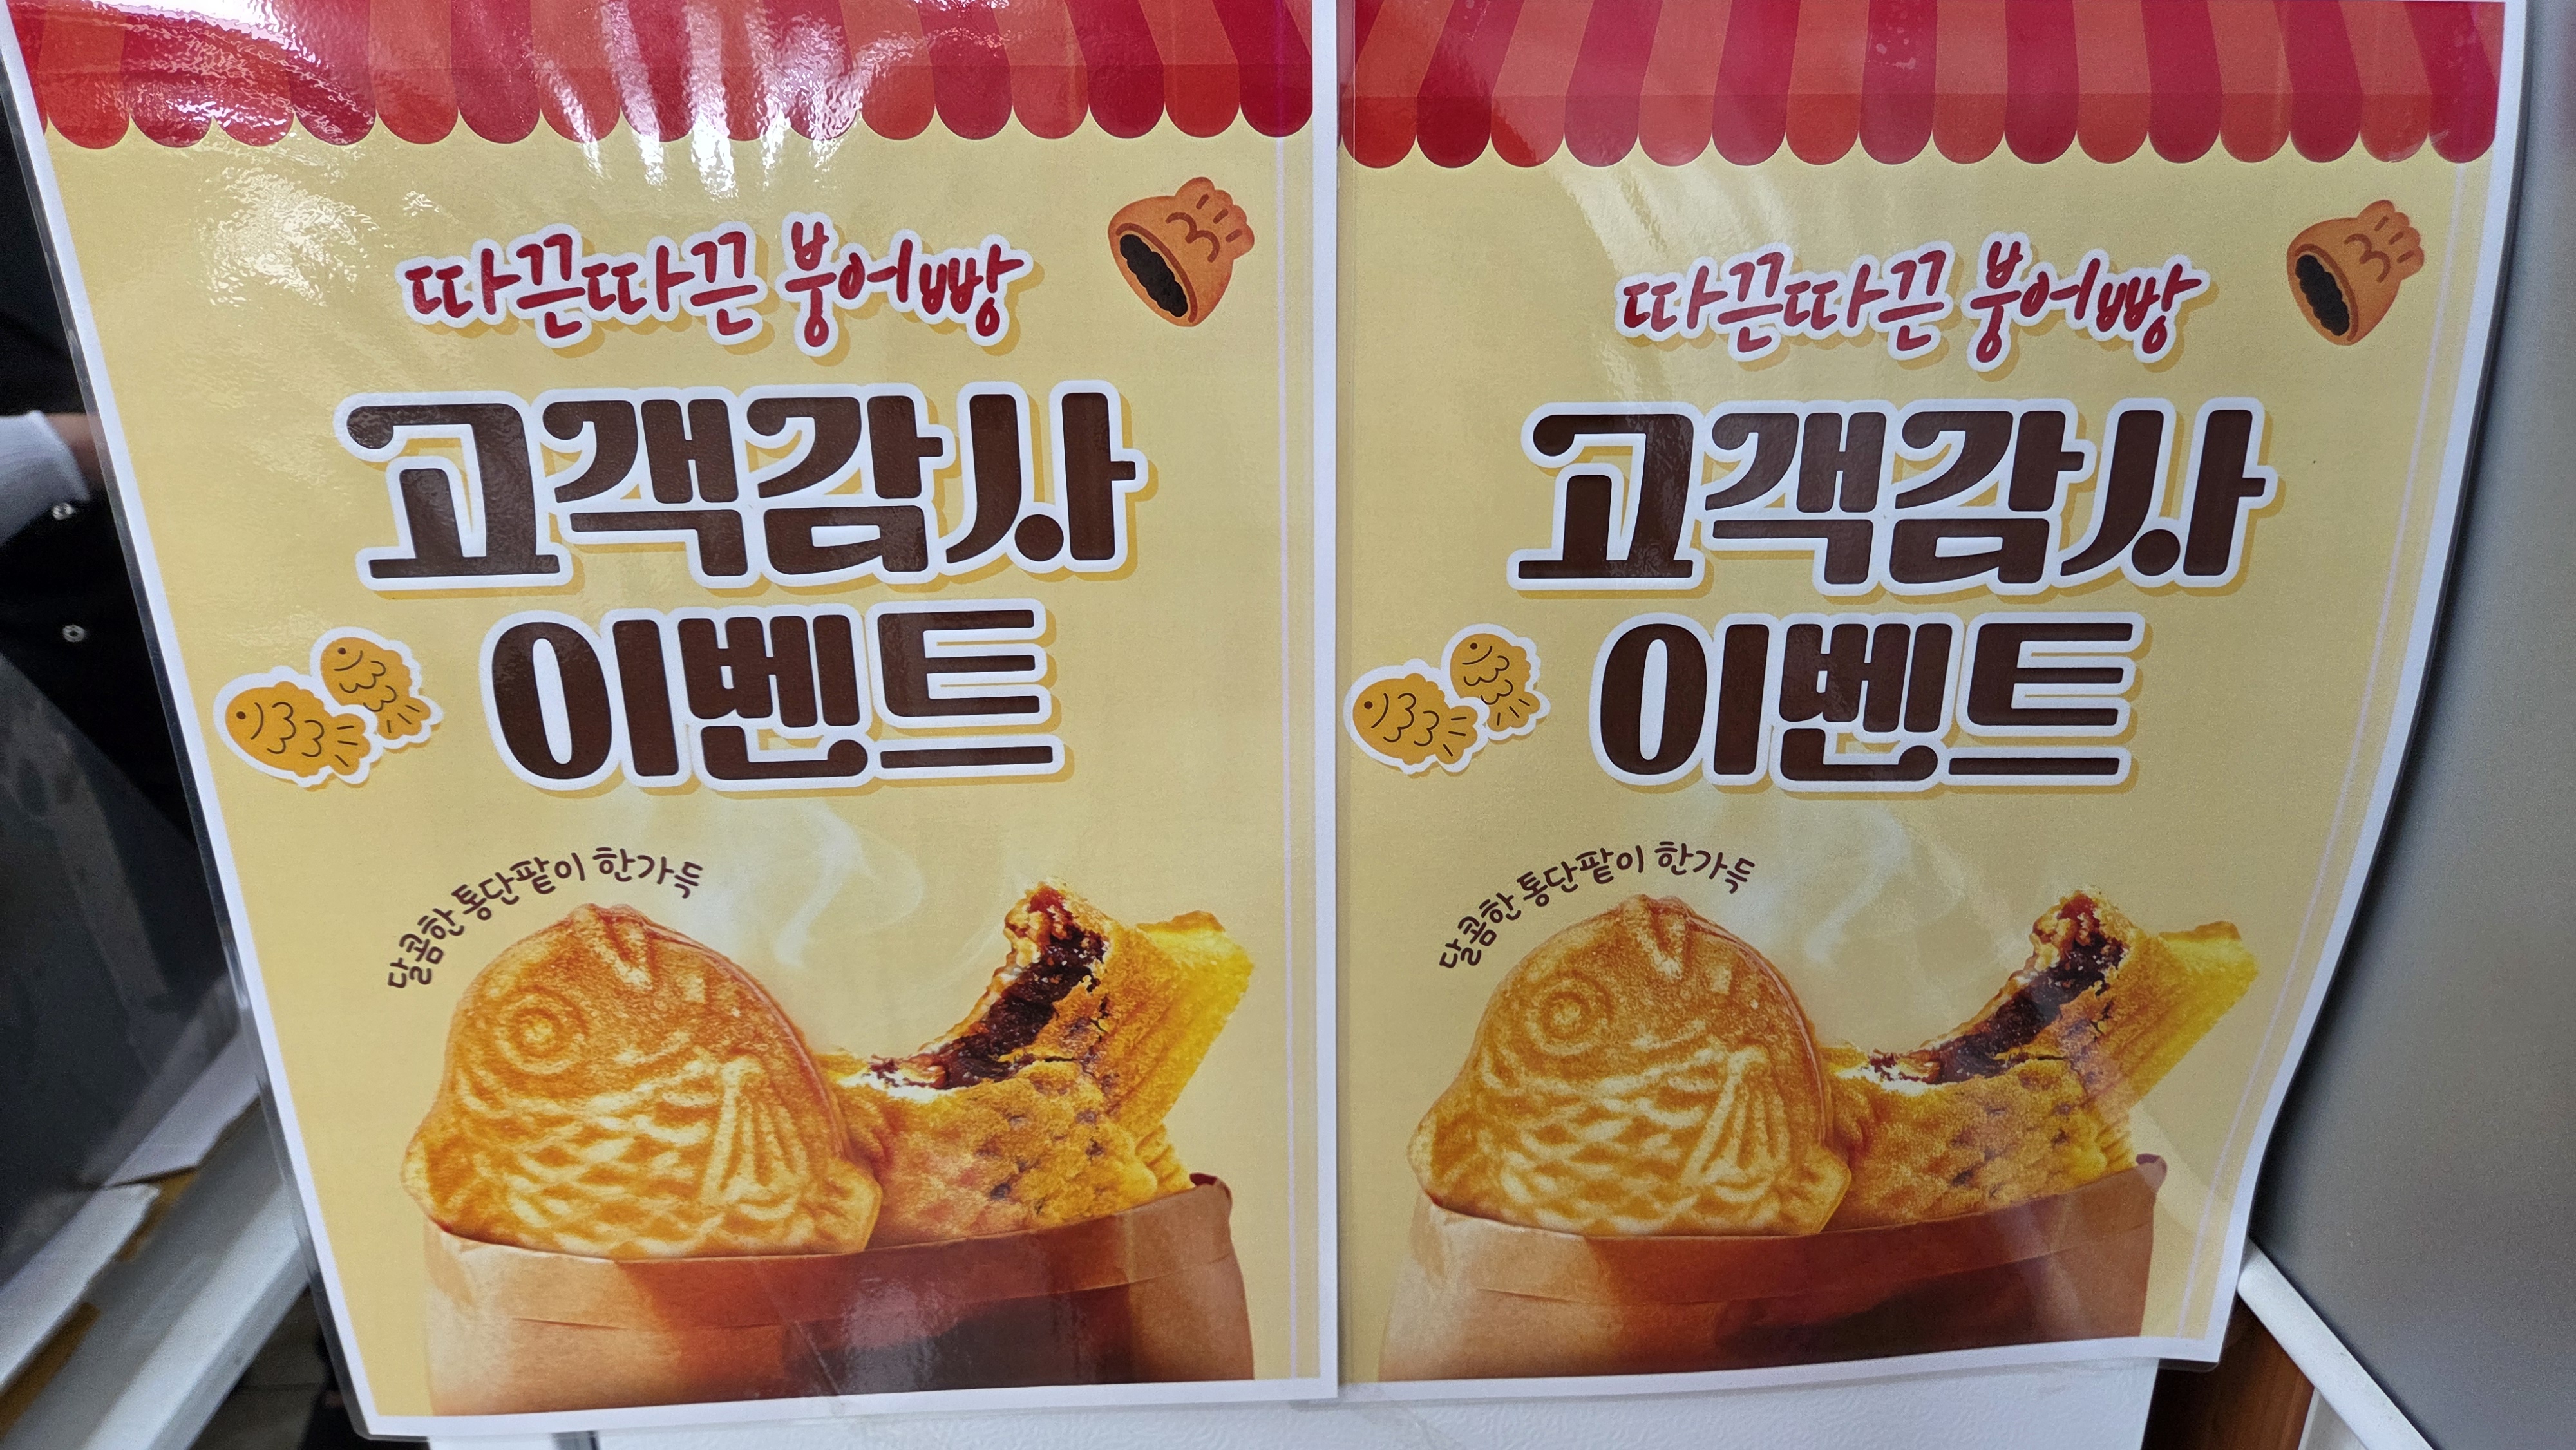 따끈따끈 붕어빵
고객감사
이벤트
달콤한 통단팥이 한가득
따끈따끈 붕어빵
고객감사
이벤트
달콤한 통단팥이 한가득